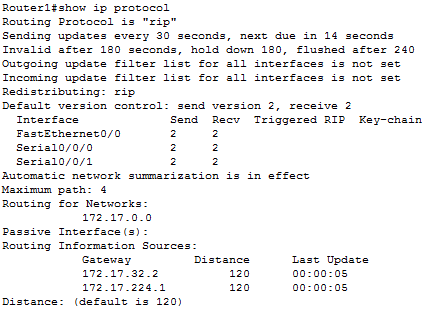 Router1#show ip protocol
Routing Protocol is "rip"
Sending updates every 30 seconds, next due in 14 seconds
Invalid after 180 seconds, hold down 180, flushed after 240
Outgoing update filter list for all interfaces is not set
Incoming update filter list for all interfaces is not set
Redistributing: rip
Default version control: send version 2, receive 2
  Interface             Send  Recv  Triggered RIP  Key-chain
  FastEthernet0/0       2     2
  Serial0/0/0           2     2
  Serial0/0/1           2     2
Automatic network summarization is in effect
Maximum path: 4
Routing for Networks:
            172.17.0.0
Passive Interface(s):
Routing Information Sources:
            Gateway         Distance      Last Update
            172.17.32.2          120      00:00:05
            172.17.224.1         120      00:00:05
Distance: (default is 120)